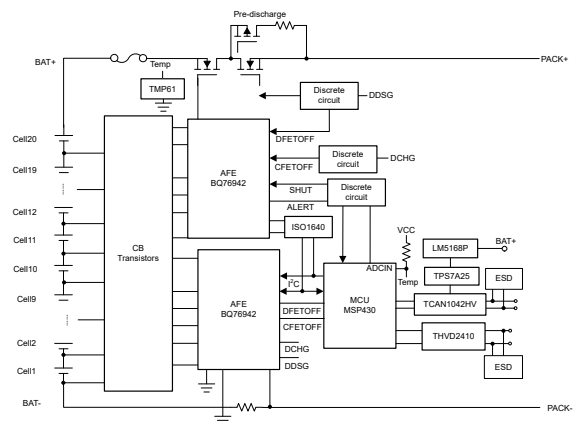 Pre-discharge
BAT+
Temp
PACK+
TMP61
Discrete
circuit
DDSG
Cell20
DFETOFF
AFE
BQ76942
Discrete
circuit
DCHG
CFETOFF
Cell19
SHUT
Discrete
circuit
ALERT
Cell12
ISO1640
VCC
Cell11
CB
Transistors
LM5168P
BAT+
ADCIN
Cell10
I2C
Temp
TPS7A25
ESD
Cell9
AFE
BQ76942
MCU
MSP430
TCAN1042HV
DFETOFF
CFETOFF
THVD2410
Cell2
DCHG
Cell1
DDSG
ESD
BAT-
PACK-